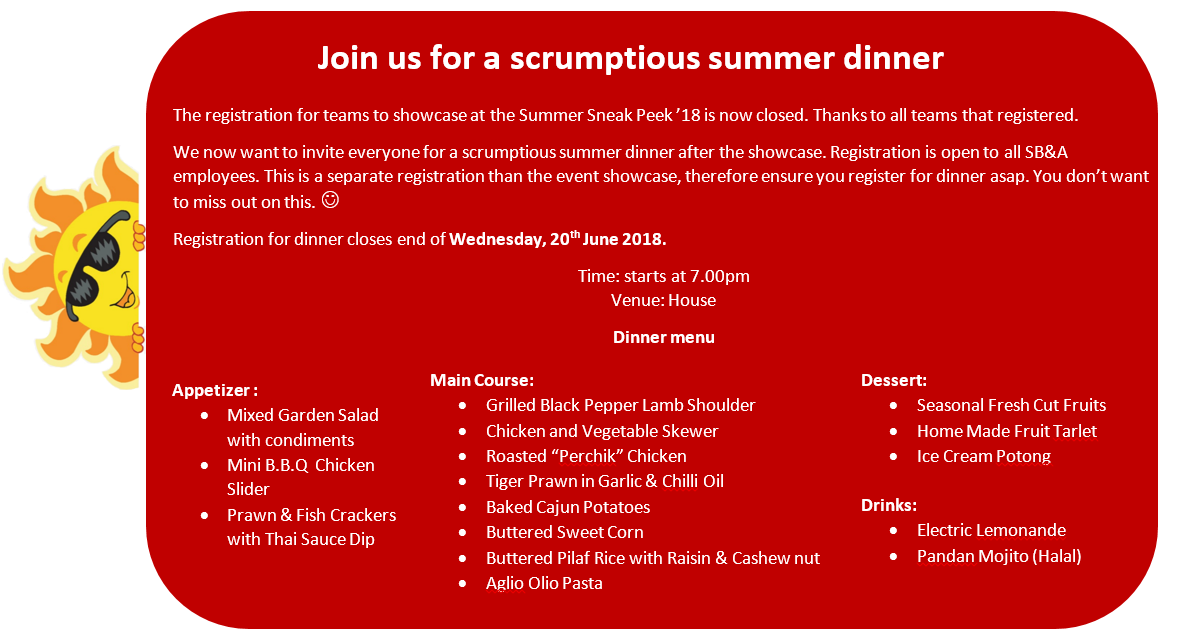 Join us for a scrumptious summer dinner
The registration for teams to showcase at the Summer Sneak Peek ’18 is now closed. Thanks to all teams that registered.
We now want to invite everyone for a scrumptious summer dinner after the showcase. Registration is open to all SB&A
employees. This is a separate registration than the event showcase, therefore ensure you register for dinner asap. You don’t want
to miss out on this. ☺
Registration for dinner closes end of Wednesday, 20th June 2018.
Time: starts at 7.00pm
Venue: House
Dinner menu
Appetizer :
• Mixed Garden Salad
with condiments
• Mini B.B.Q Chicken
Slider
• Prawn & Fish Crackers
with Thai Sauce Dip
Main Course:
• Grilled Black Pepper Lamb Shoulder
• Chicken and Vegetable Skewer
• Roasted “Perchik” Chicken
• Tiger Prawn in Garlic & Chilli Oil
• Baked Cajun Potatoes
• Buttered Sweet Corn
• Buttered Pilaf Rice with Raisin & Cashew nut
• Aglio Olio Pasta
Dessert:
• Seasonal Fresh Cut Fruits
• Home Made Fruit Tarlet
• Ice Cream Potong
Drinks:
• Electric Lemonande
• Pandan Mojito (Halal)